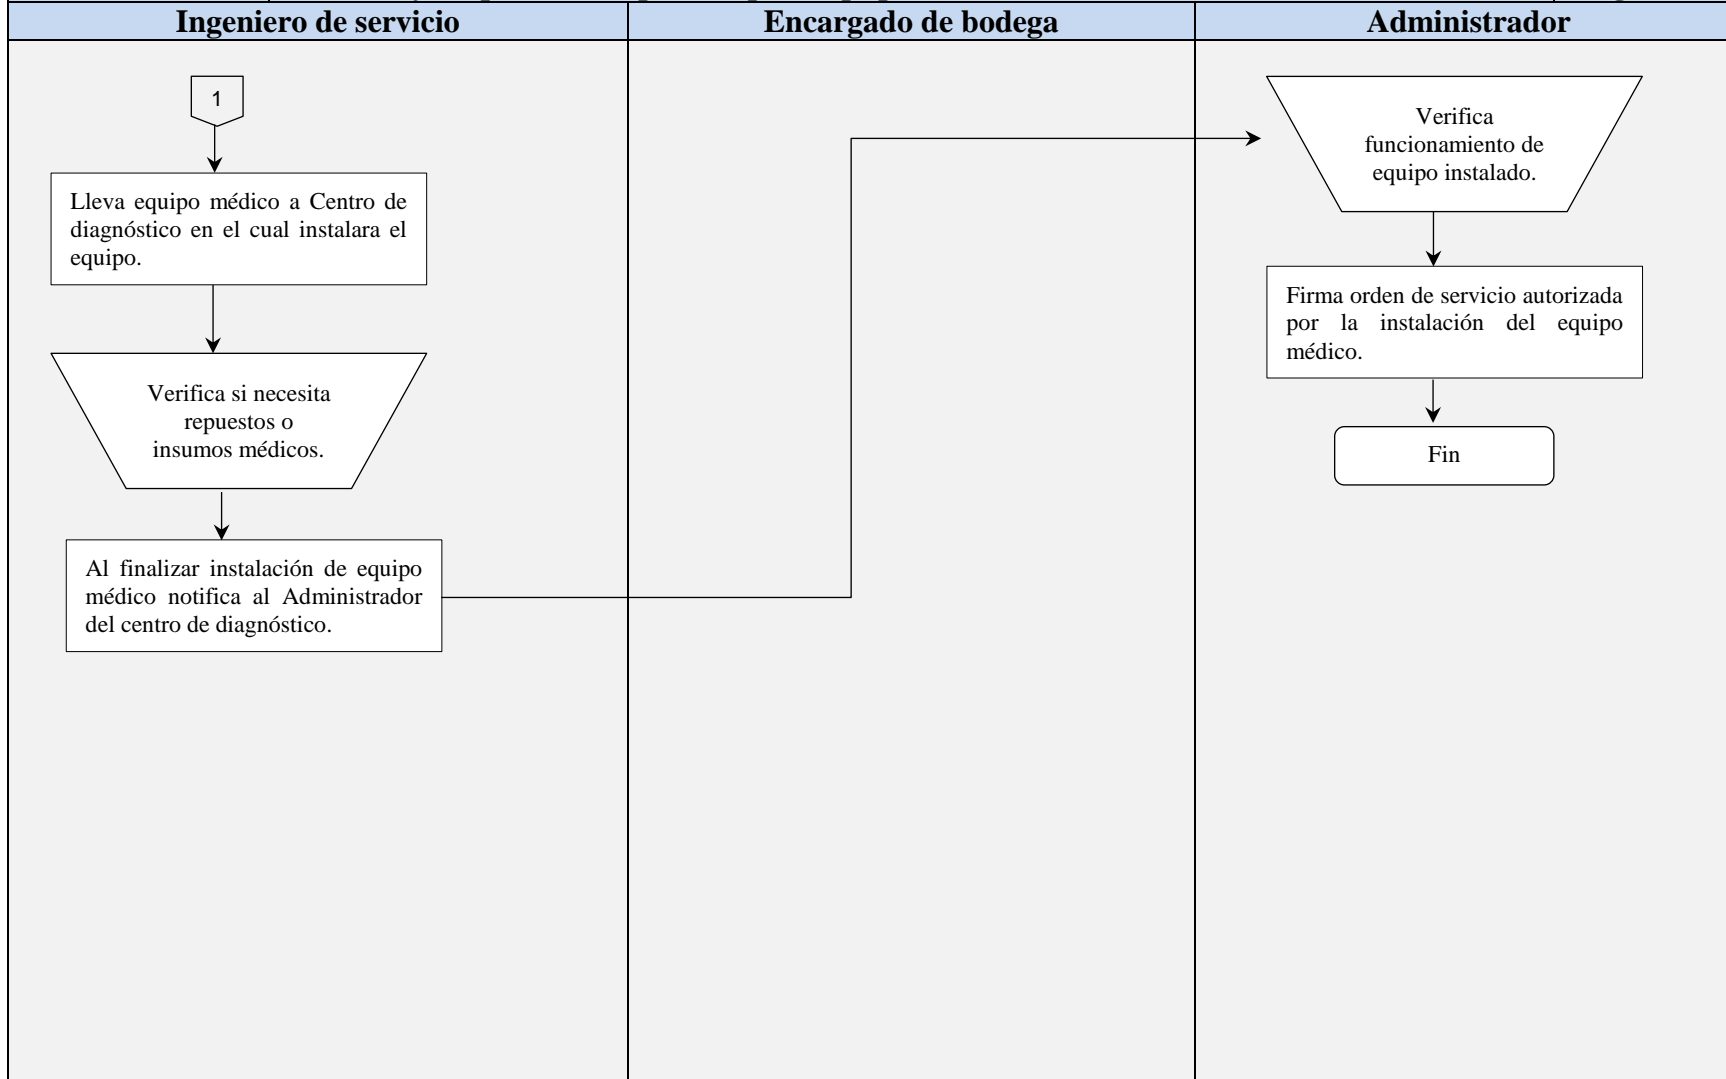 Ingeniero de servicio
Encargado de bodega
Administrador
1
Lleva equipo médico a Centro de
diagnóstico en el cual instalara el
equipo.
Verifica si necesita
repuestos o
insumos médicos.
Al finalizar instalación de equipo
médico notifica al Administrador
del centro de diagnóstico.
Verifica
funcionamiento de
equipo instalado.
Firma orden de servicio autorizada
por la instalación del equipo
médico.
Fin